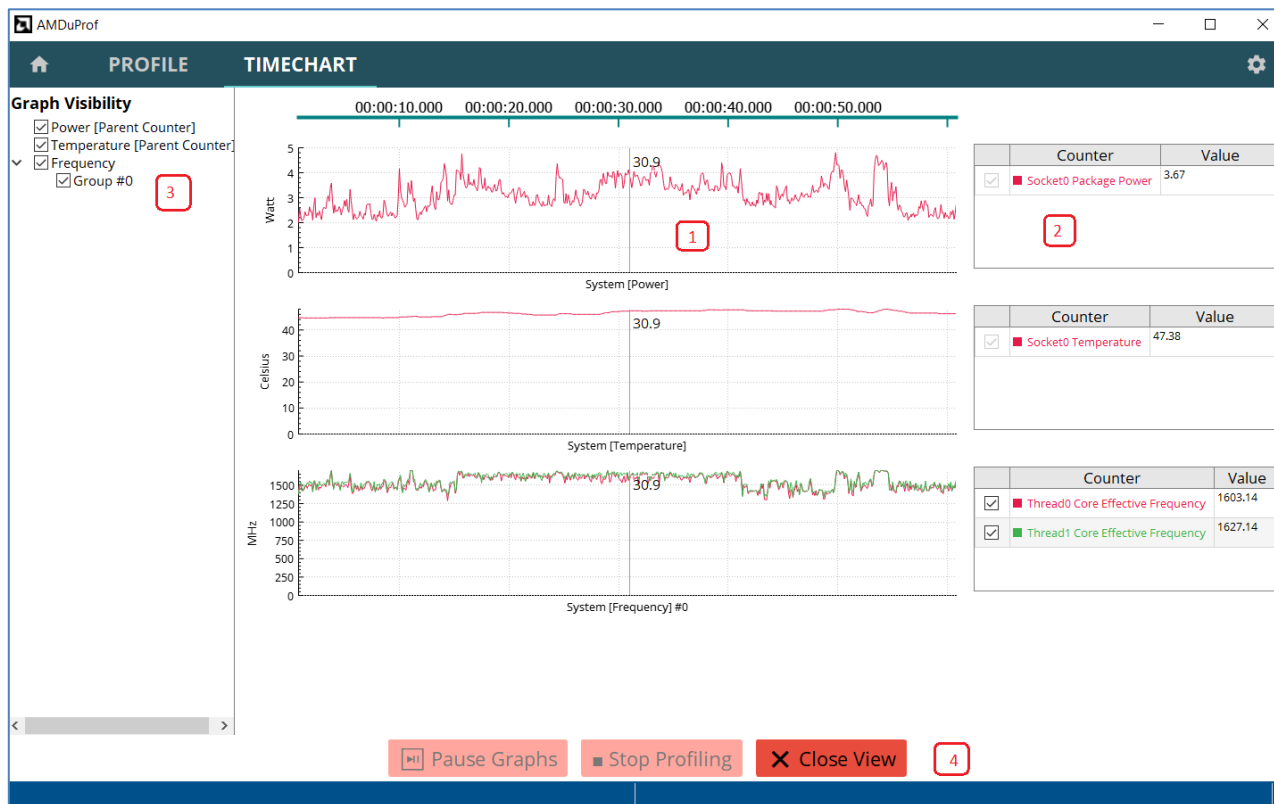 AMDuProf
PROFILE TIMECHART
Graph Visibility
Power [Parent Counter]
Temperature [Parent Counter]
Frequency
Group #0
3
00:00:10.000 00:00:20.000 00:00:30.000 00:00:40.000 00:00:50.000
5
4
3
2
1
0
Watt
30.9
1
System [Power]
Counter Value
Socket0 Package Power 3.67
2
40
30
20
10
0
Celsius
30.9
System [Temperature]
Counter Value
Socket0 Temperature 47.38
1500
1250
1000
750
500
250
0
MHz
30.9
System [Frequency] #0
Counter Value
Thread0 Core Effective Frequency 1603.14
Thread1 Core Effective Frequency 1627.14
Pause Graphs Stop Profiling Close View 4